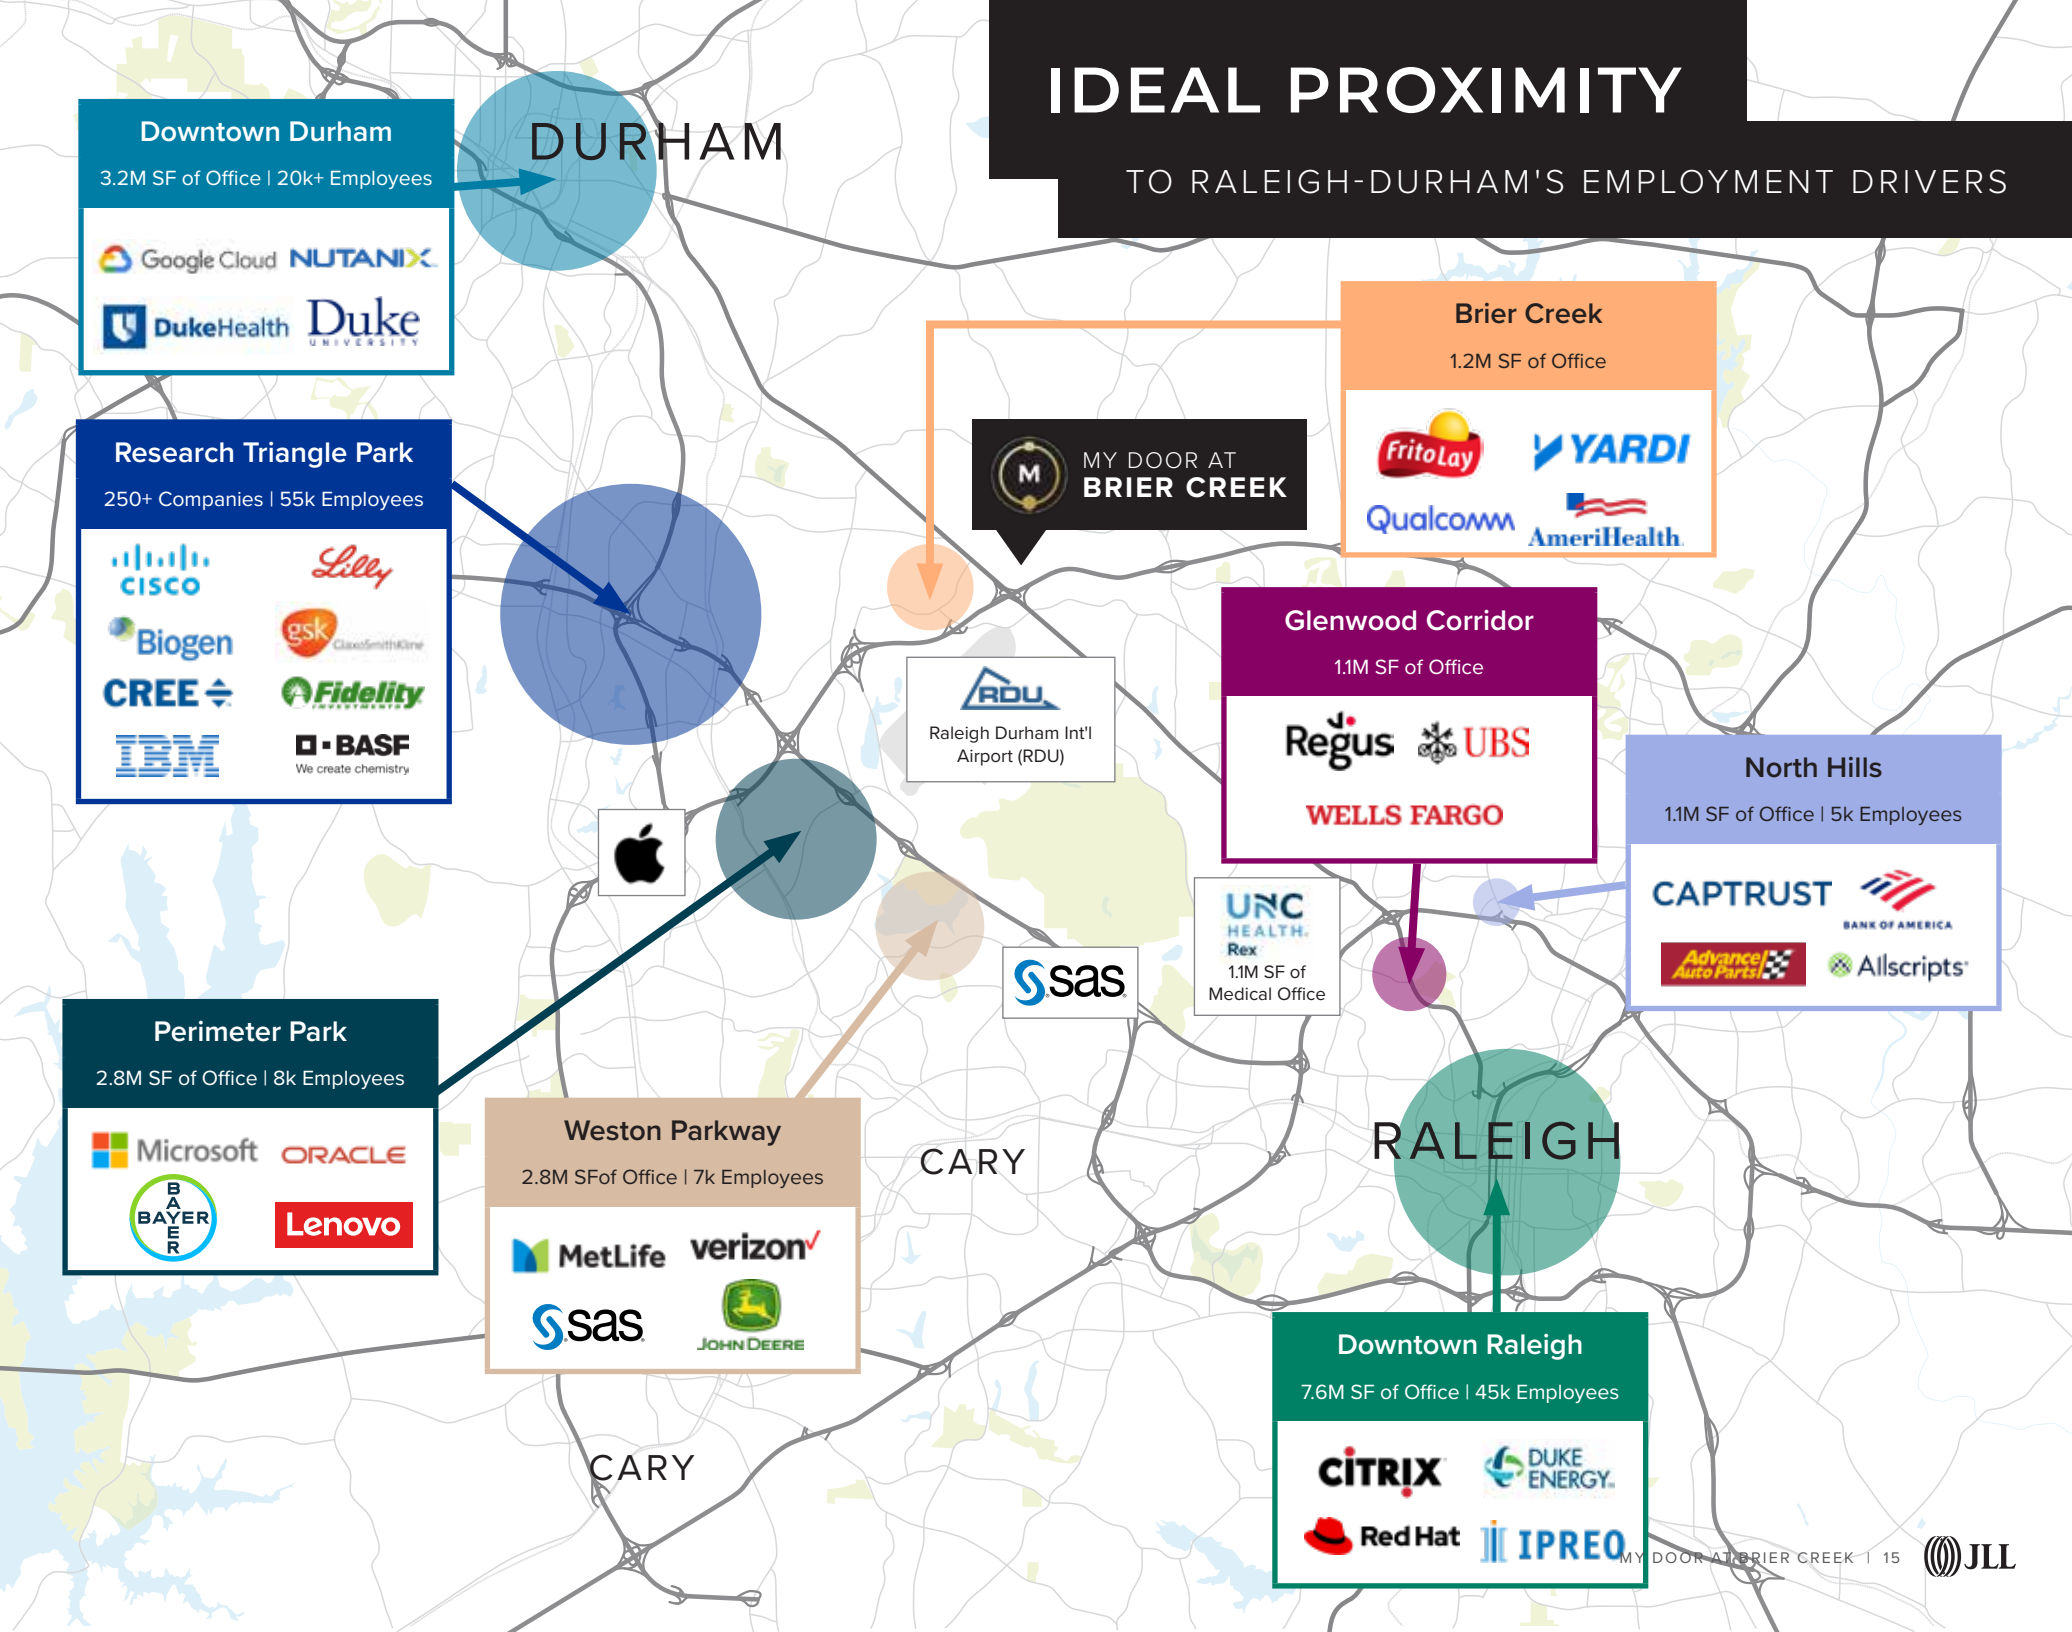 IDEAL PROXIMITY
TO RALEIGH-DURHAM'S EMPLOYMENT DRIVERS
DURHAM
Downtown Durham
3.2M SF of Office | 20k+ Employees
Google Cloud
NUTANIX
DukeHealth
Duke
UNIVERSITY
Research Triangle Park
250+ Companies | 55k Employees
CISCO
Lilly
Biogen
gsk
GlaxoSmithKline
CREE
Fidelity
INVESTMENTS
IBM
BASF
We create chemistry
Brier Creek
1.2M SF of Office
FritoLay
YARDI
Qualcomm
AmeriHealth
M
MY DOOR AT
BRIER CREEK
RDU
Raleigh Durham Int'l
Airport (RDU)
Glenwood Corridor
1.1M SF of Office
Regus
UBS
WELLS FARGO
North Hills
1.1M SF of Office | 5k Employees
CAPTRUST
BANK OF AMERICA
Advance
Auto Parts
Allscripts
UNC
HEALTH
Rex
1.1M SF of
Medical Office
sas
Perimeter Park
2.8M SF of Office | 8k Employees
Microsoft
ORACLE
BAYER
BAYER
Lenovo
Weston Parkway
2.8M SFof Office | 7k Employees
MetLife
verizon
sas
JOHN DEERE
CARY
CARY
RALEIGH
Downtown Raleigh
7.6M SF of Office | 45k Employees
CITRIX
DUKE
ENERGY
Red Hat
IPREO
MY DOOR AT BRIER CREEK | 15
JLL